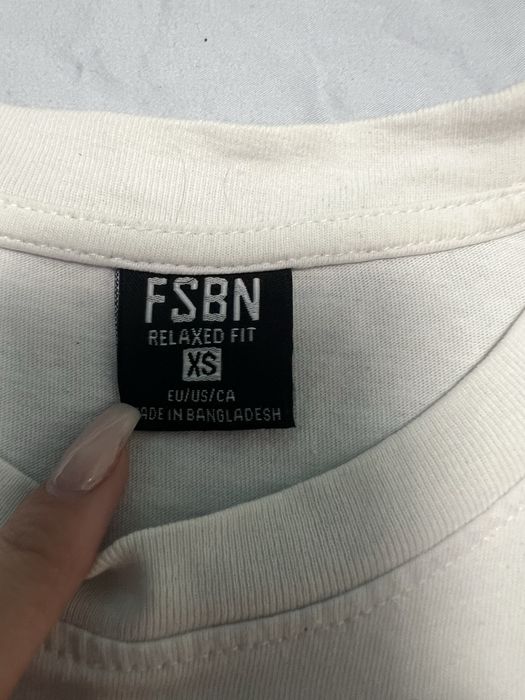 FSBN
RELAXED FIT
XS
EU/US/CA
ADE IN BANGLADESH